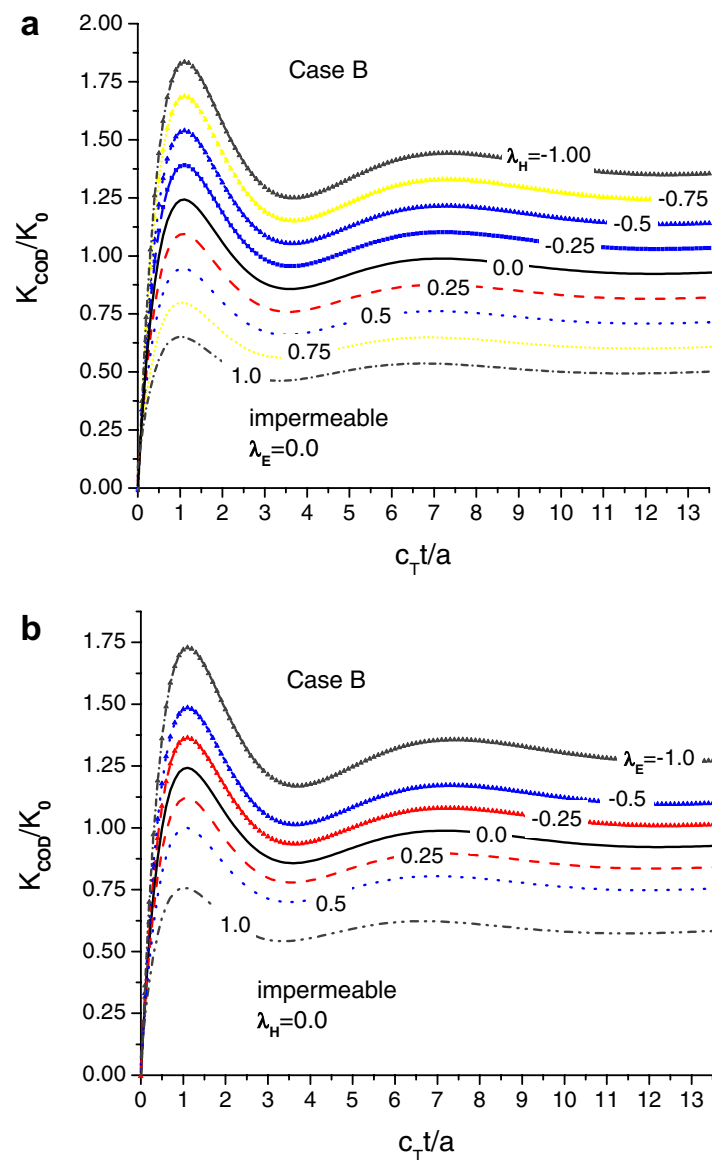 a
2.00
Case B
1.75
λH=-1.00
1.50
-0.75
1.25
-0.5
-0.25
KCOD/K0
1.00
0.0
0.25
0.75
0.5
0.75
0.50
1.0
impermeable
0.25
λE=0.0
0.00
0 1 2 3 4 5 6 7 8 9 10 11 12 13
cTt/a
b
1.75
Case B
1.50
λE=-1.0
1.25
-0.5
-0.25
KCOD/K0
1.00
0.0
0.25
0.75
0.5
1.0
0.50
impermeable
λH=0.0
0.25
0.00
0 1 2 3 4 5 6 7 8 9 10 11 12 13
cTt/a